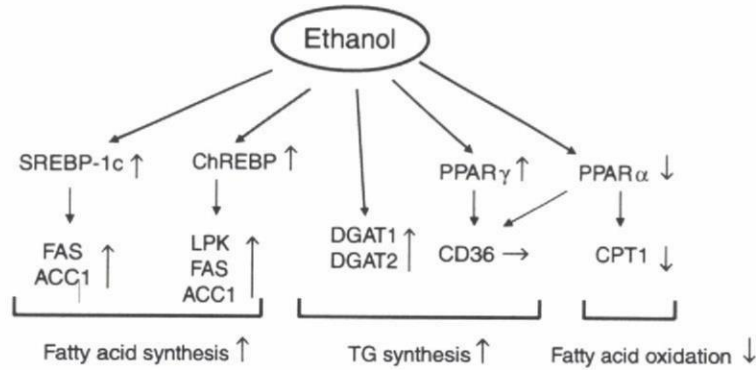 Ethanol
SREBP-1c ↑ ChREBP ↑ PPARγ ↑ PPARα ↓
FAS ACC1 ↑
LPK FAS ACC1 ↑
DGAT1 DGAT2 ↑
CD36 → CPT1 ↓
Fatty acid synthesis ↑ TG synthesis ↑ Fatty acid oxidation ↓